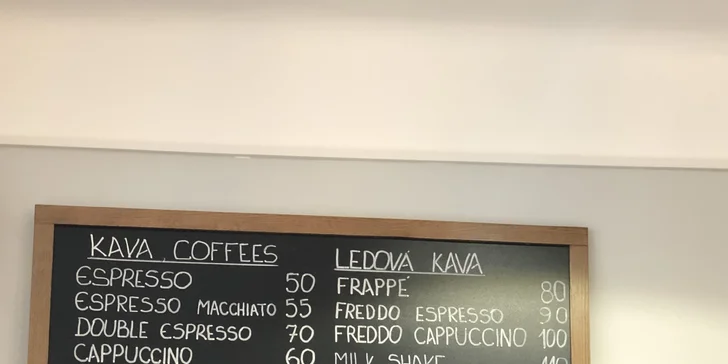 KAVA, COFFEES
ESPRESSO 50
ESPRESSO MACCHIATO 55
DOUBLE ESPRESSO 70
CAPPUCCINO 60
LEDOVÁ KAVA
FRAPPÉ 80
FREDDO ESPRESSO 90
FREDDO CAPPUCCINO 100
MILK SHAKE 110